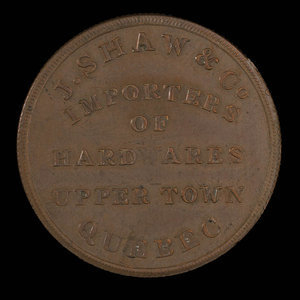 J. SHAW & Co
IMPORTERS
OF
HARDWARES
UPPER TOWN
QUEBEC